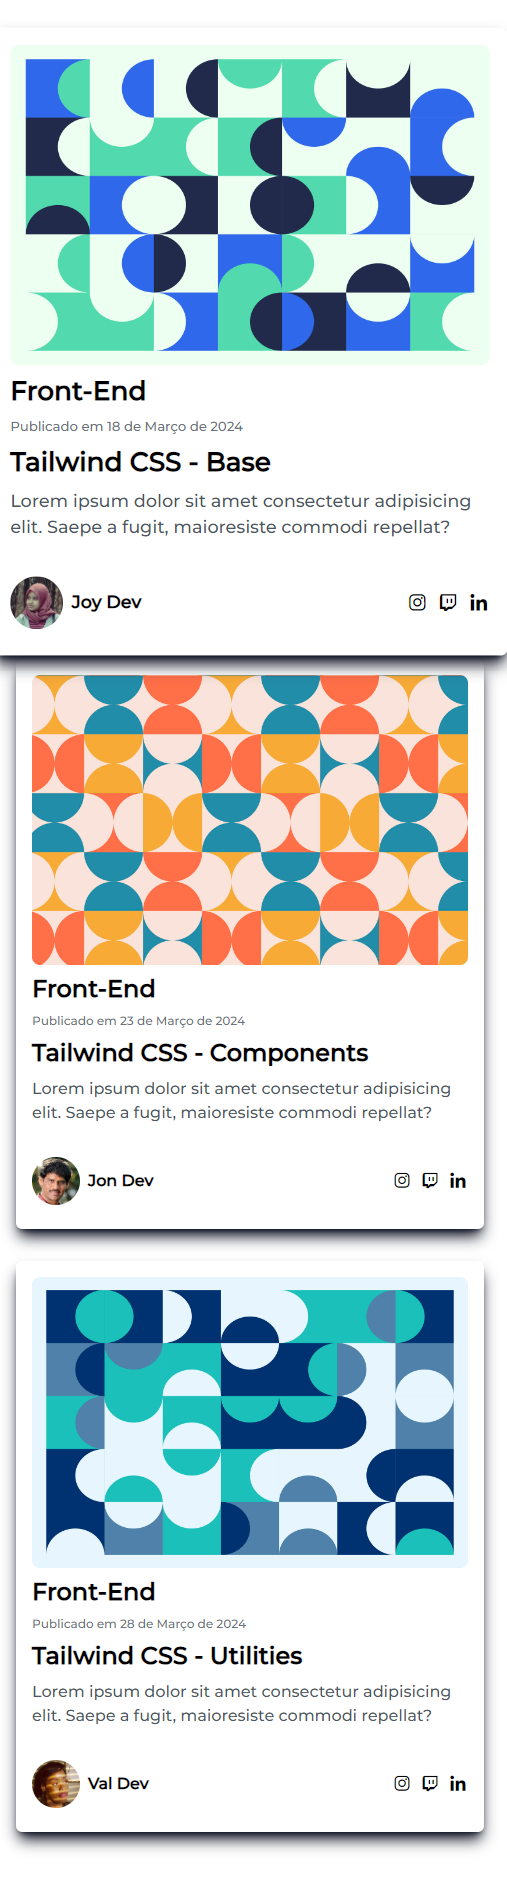 Front-End
Publicado em 18 de Março de 2024
Tailwind CSS - Base
Lorem ipsum dolor sit amet consectetur adipisicing
elit. Saepe a fugit, maioresiste commodi repellat?
Joy Dev
Front-End
Publicado em 23 de Março de 2024
Tailwind CSS - Components
Lorem ipsum dolor sit amet consectetur adipisicing
elit. Saepe a fugit, maioresiste commodi repellat?
Jon Dev
Front-End
Publicado em 28 de Março de 2024
Tailwind CSS - Utilities
Lorem ipsum dolor sit amet consectetur adipisicing
elit. Saepe a fugit, maioresiste commodi repellat?
Val Dev